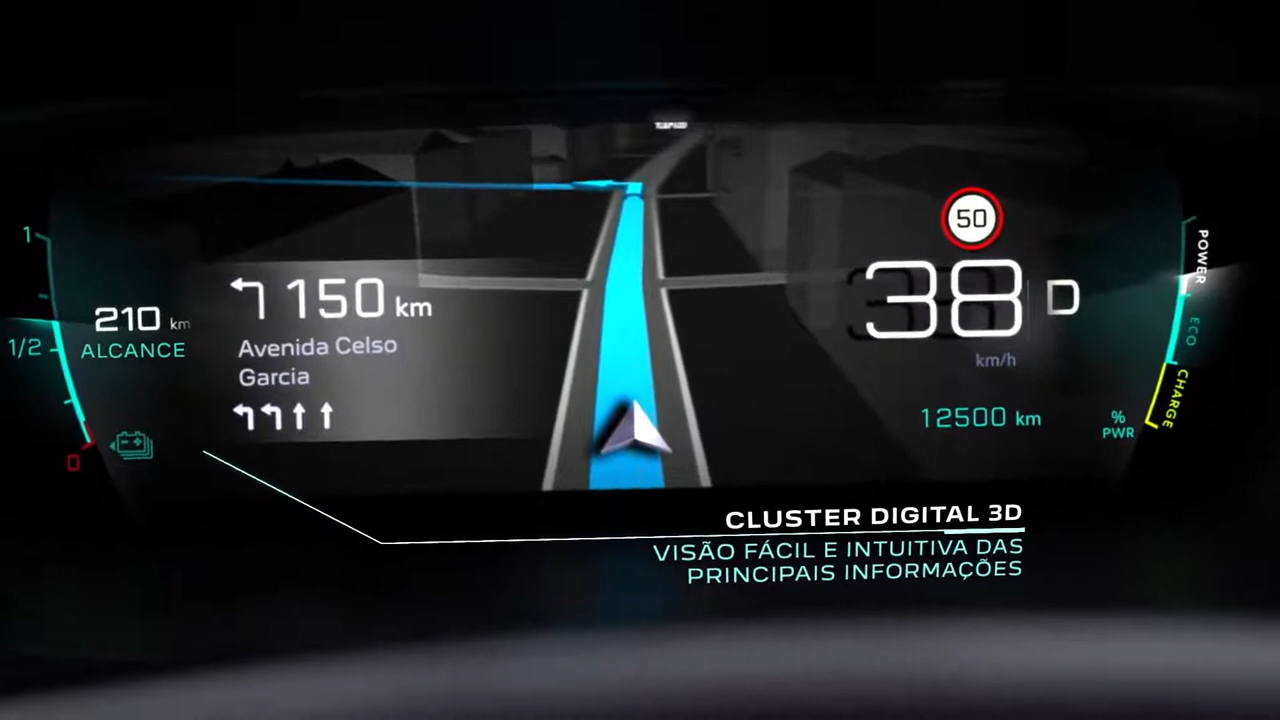 1
1/2
0
210 km
ALCANCE
150 km
Avenida Celso
Garcia
50
38 D
km/h
12500 km
%
PWR
POWER
ECO
CHARGE
CLUSTER DIGITAL 3D
VISÃO FÁCIL E INTUITIVA DAS
PRINCIPAIS INFORMAÇÕES